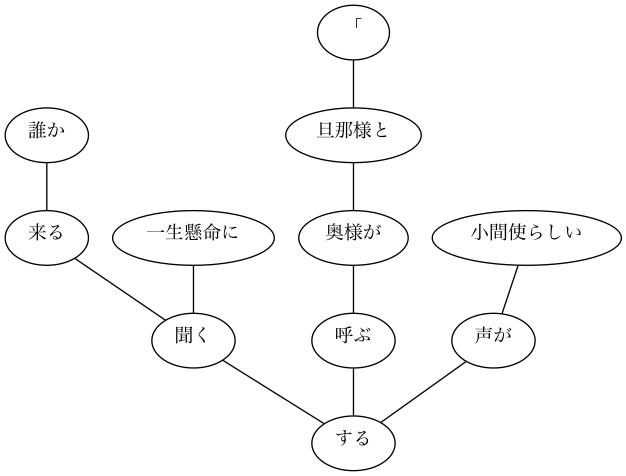 「
誰か
旦那様と
来る
一生懸命に
奥様が
小間使らしい
聞く
呼ぶ
声が
する